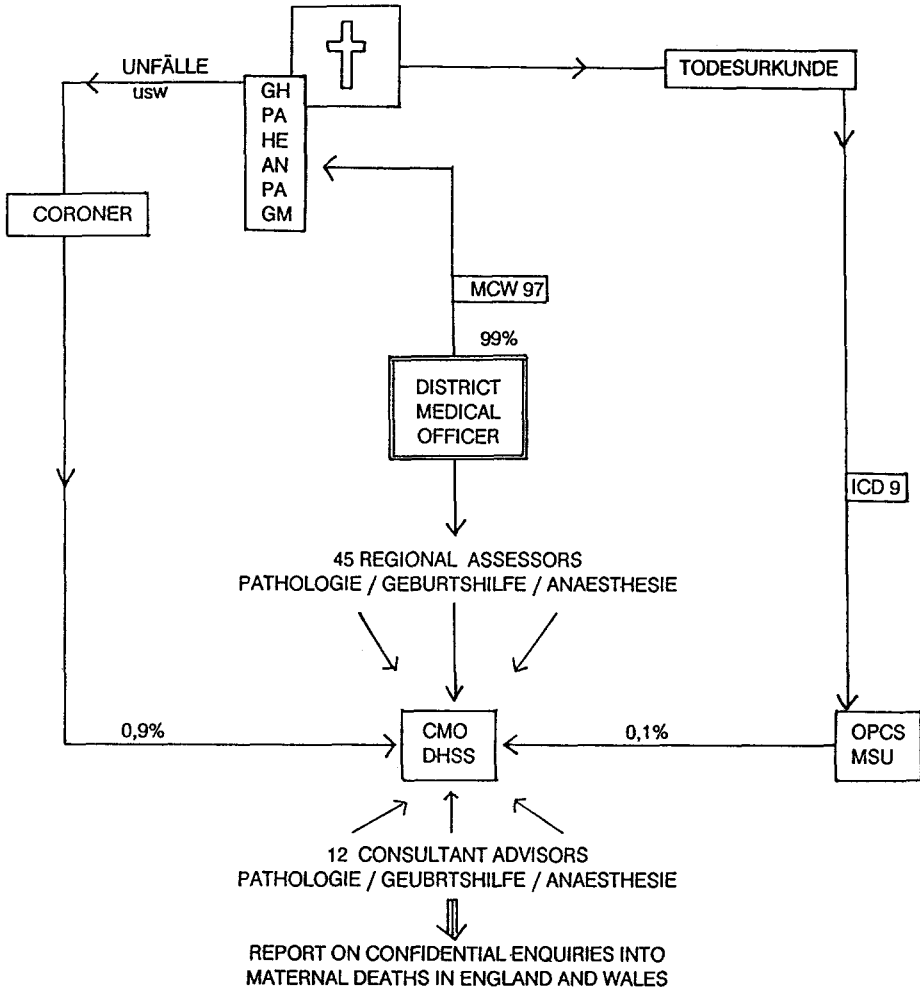 UNFÄLLE
usw
GH
PA
HE
AN
PA
GM
TODESURKUNDE
CORONER
MCW 97
99%
DISTRICT
MEDICAL
OFFICER
ICD 9
45 REGIONAL ASSESSORS
PATHOLOGIE / GEBURTSHILFE / ANAESTHESIE
0,9%
CMO
DHSS
0,1%
OPCS
MSU
12 CONSULTANT ADVISORS
PATHOLOGIE / GEUBRTSHILFE / ANAESTHESIE
REPORT ON CONFIDENTIAL ENQUIRIES INTO
MATERNAL DEATHS IN ENGLAND AND WALES